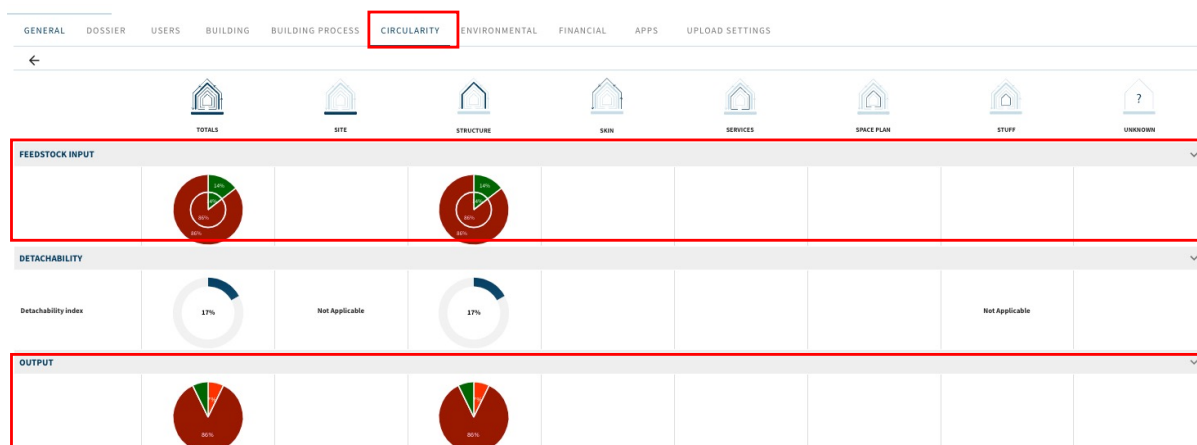 GENERAL DOSSIER USERS BUILDING BUILDING PROCESS CIRCULARITY ENVIRONMENTAL FINANCIAL APPS UPLOAD SETTINGS
TOTALS SITE STRUCTURE SKIN SERVICES SPACE PLAN STUFF ? UNKNOWN
FEEDSTOCK INPUT
14% 14%
86% 86%
86% 86%
DETACHABILITY
Detachability index 17% Not Applicable 17% Not Applicable
OUTPUT
86% 86%